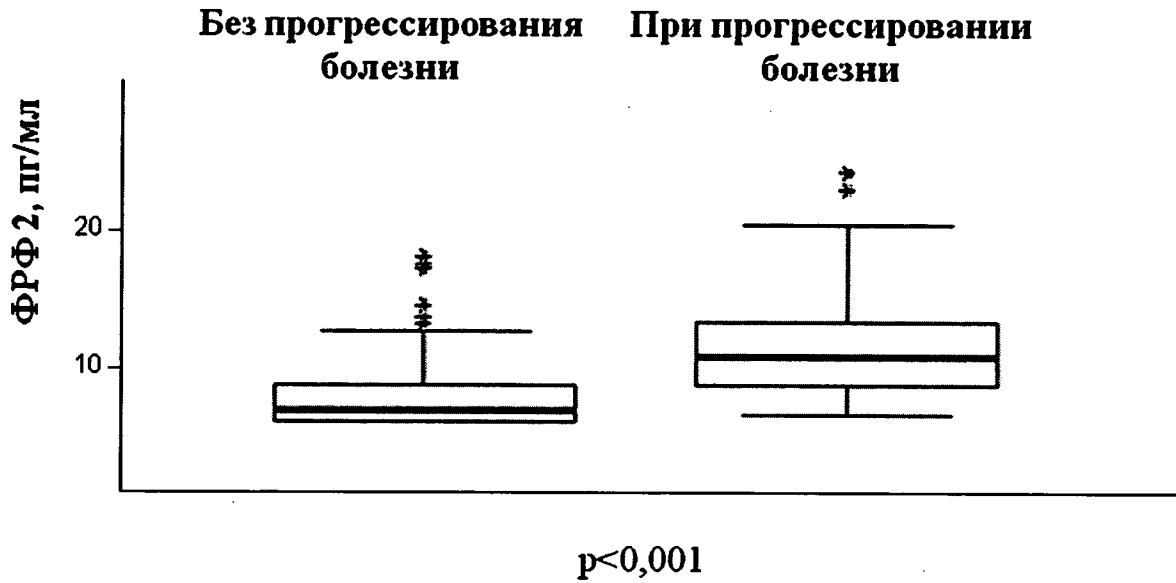 Без прогрессирования
болезни
При прогрессировании
болезни
ФРФ 2, пг/мл
20
10
p<0,001